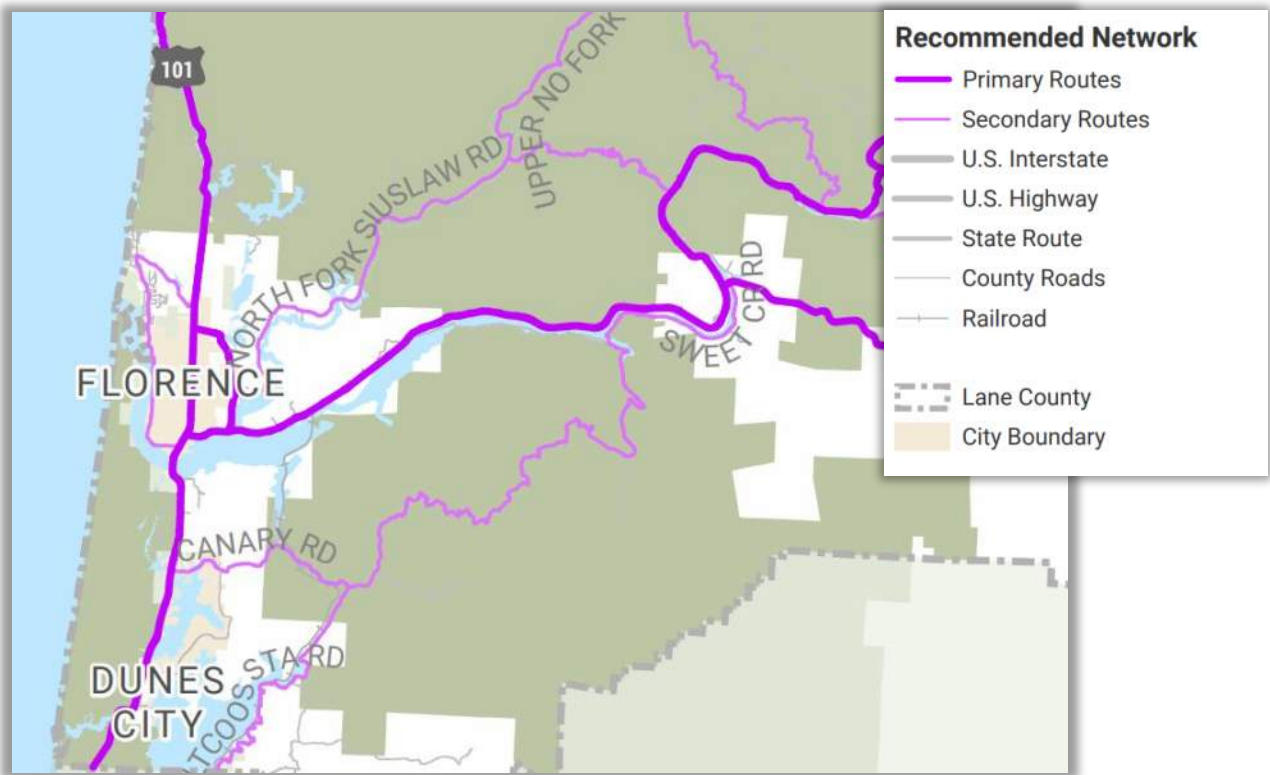 101
UPPER NO FORK
NORTH FORK SIUSLAW RD
SWEET CR RD
FLORENCE
CANARY RD
DUNES
CITY
TCOOS STA RD
Recommended Network
Primary Routes
Secondary Routes
U.S. Interstate
U.S. Highway
State Route
County Roads
Railroad
Lane County
City Boundary